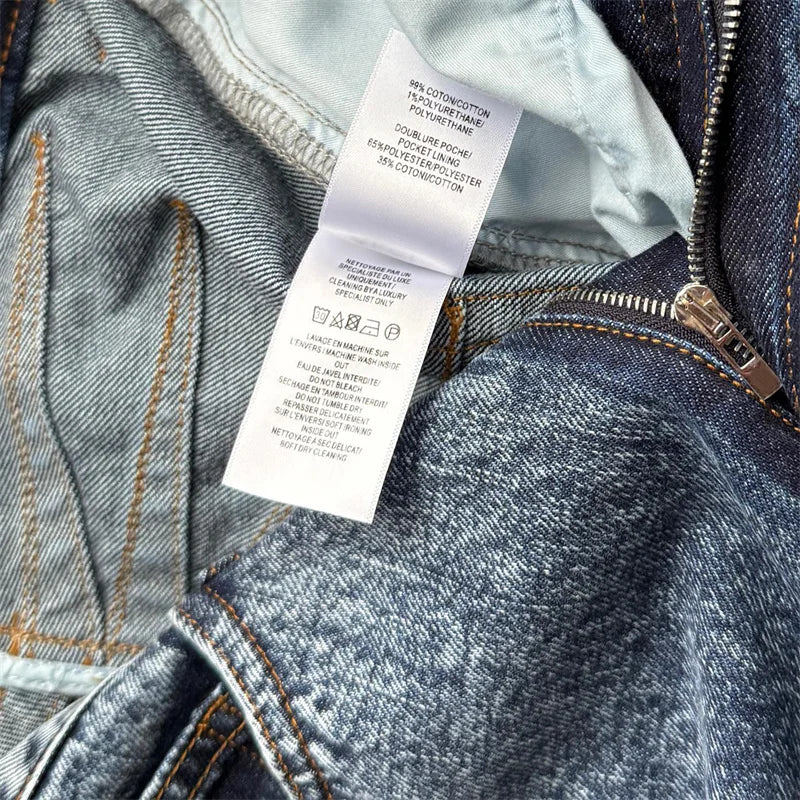 99% COTON/COTTON
1%POLYURETHANE/
POLYURETHANE
DOUBLURE POCHE/
POCKET LINING
65%POLYESTER/POLYESTER
35% COTONI/COTTON
NETTOYAGE PAR UN
SPECIALISTE DU LUXE
UNIQUEMENT/
CLEANING BY A LUXURY
SPECIALIST ONLY
30 P
LAVAGE EN MACHINE SUR
L'ENVERS I MACHINE WASH INSIDE
OUT
EAU DE JAVEL INTERDITE/
DO NOT BLEACH
SECHAGE EN TAMBOUR INTERDIT/
DO NOT TUMBLE DRY
REPASSER DELICATEMENT
SUR L'ENVERSI SOFT IRONING
INSIDE OUT
NETTOYAGE A SEC DELICAT/
SOFT DRY CLEANING